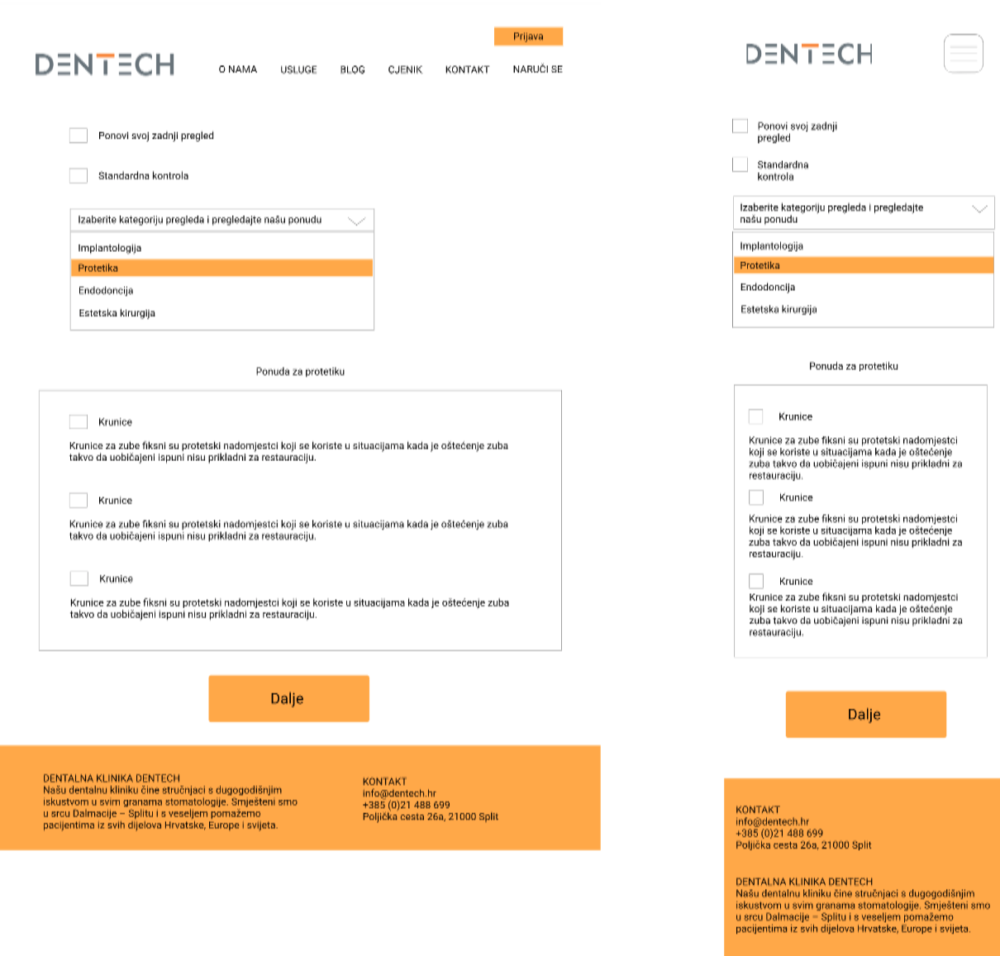 Prijava
DENTECH
O NAMA USLUGE BLOG CJENIK KONTAKT NARUČI SE
Ponovi svoj zadnji pregled
Standardna kontrola
Izaberite kategoriju pregleda i pregledajte našu ponudu
Implantologija
Protetika
Endodoncija
Estetska kirurgija
Ponuda za protetiku
Krunice
Krunice za zube fiksni su protetski nadomjestci koji se koriste u situacijama kada je oštećenje zuba
takvo da uobičajeni ispuni nisu prikladni za restauraciju.
Krunice
Krunice za zube fiksni su protetski nadomjestci koji se koriste u situacijama kada je oštećenje zuba
takvo da uobičajeni ispuni nisu prikladni za restauraciju.
Krunice
Krunice za zube fiksni su protetski nadomjestci koji se koriste u situacijama kada je oštećenje zuba
takvo da uobičajeni ispuni nisu prikladni za restauraciju.
Dalje
DENTALNA KLINIKA DENTECH
Našu dentalnu kliniku čine stručnjaci s dugogodišnjim
iskustvom u svim granama stomatologije. Smješteni smo
u srcu Dalmacije – Splitu i s veseljem pomažemo
pacijentima iz svih dijelova Hrvatske, Europe i svijeta.
KONTAKT
info@dentech.hr
+385 (0)21 488 699
Poljička cesta 26a, 21000 Split
DENTECH
Ponovi svoj zadnji
pregled
Standardna
kontrola
Izaberite kategoriju pregleda i pregledajte
našu ponudu
Implantologija
Protetika
Endodoncija
Estetska kirurgija
Ponuda za protetiku
Krunice
Krunice za zube fiksni su protetski nadomjestci
koji se koriste u situacijama kada je oštećenje
zuba takvo da uobičajeni ispuni nisu prikladni za
restauraciju.
Krunice
Krunice za zube fiksni su protetski nadomjestci
koji se koriste u situacijama kada je oštećenje
zuba takvo da uobičajeni ispuni nisu prikladni za
restauraciju.
Krunice
Krunice za zube fiksni su protetski nadomjestci
koji se koriste u situacijama kada je oštećenje
zuba takvo da uobičajeni ispuni nisu prikladni za
restauraciju.
Dalje
KONTAKT
info@dentech.hr
+385 (0)21 488 699
Poljička cesta 26a, 21000 Split
DENTALNA KLINIKA DENTECH
Našu dentalnu kliniku čine stručnjaci s dugogodišnjim
iskustvom u svim granama stomatologije. Smješteni smo
u srcu Dalmacije – Splitu i s veseljem pomažemo
pacijentima iz svih dijelova Hrvatske, Europe i svijeta.